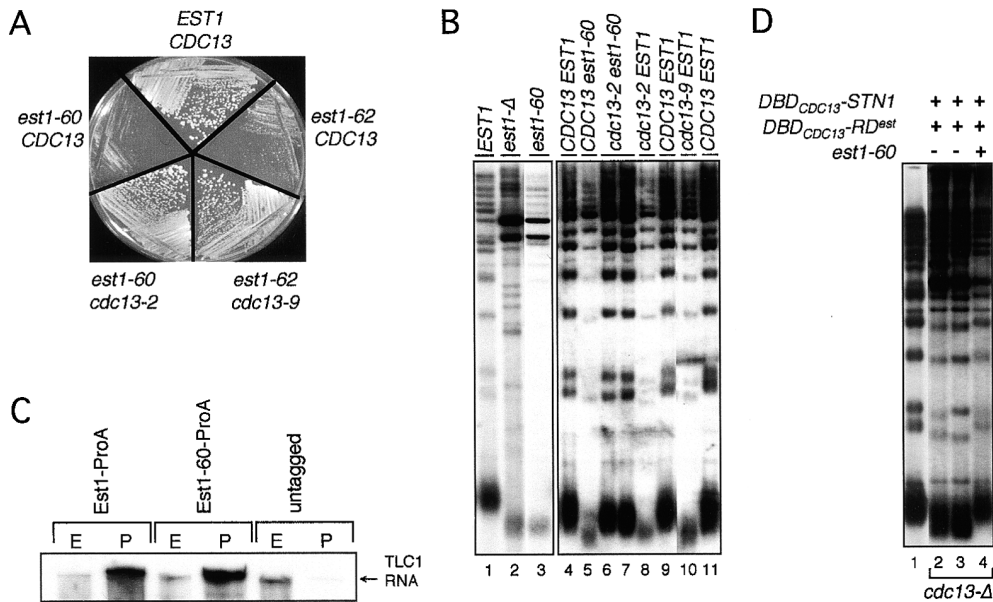 A
EST1
CDC13
est1-60
CDC13
est1-62
CDC13
est1-60
cdc13-2
est1-62
cdc13-9
B
EST1
est1-Δ
est1-60
CDC13 EST1
CDC13 est1-60
cdc13-2 est1-60
cdc13-2 EST1
CDC13 EST1
cdc13-9 EST1
CDC13 EST1
1 2 3 4 5 6 7 8 9 10 11
C
Est1-ProA
Est1-60-ProA
untagged
E P E P E P
TLC1
← RNA
D
DBDCDC13-STN1 + + +
DBDCDC13-RDest + + +
est1-60 - - +
1 2 3 4
cdc13-Δ